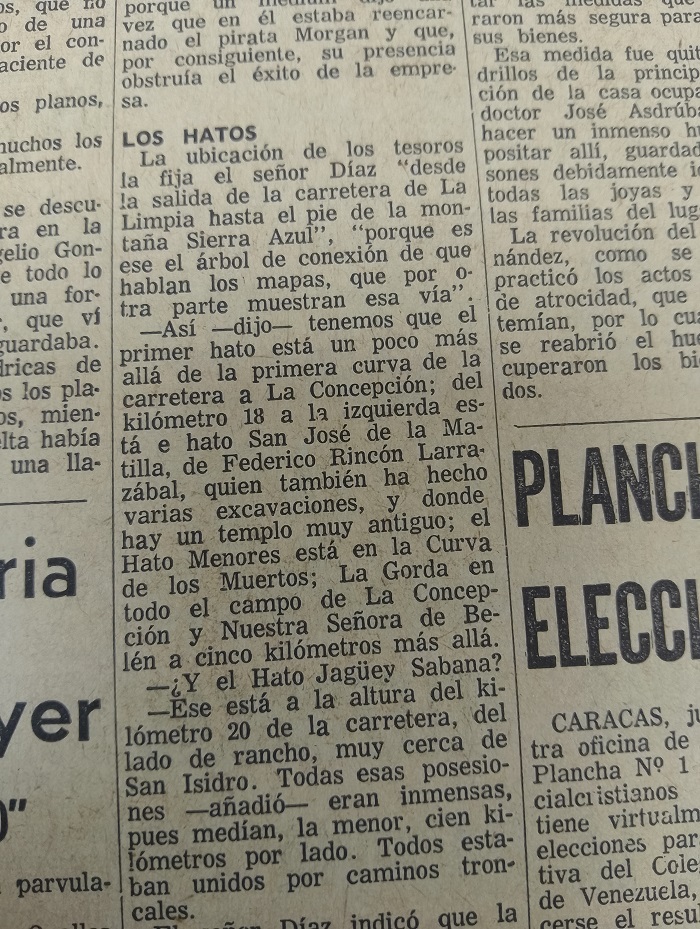 os, que no
o de una
or el con-
aciente de
os planos,
muchos los
almente.
se descu-
ra en la
gelio Gon-
e todo lo
una for-
, que ví
guardaba.
dricas de
os los pla-
os, mien-
elta había
una lla-
ria
yer
o"
parvula-
porque un
vez que en él estaba reencar-
nado el pirata Morgan y que,
por consiguiente, su presencia
obstruía el éxito de la empre-
sa.
LOS HATOS
La ubicación de los tesoros
la fija el señor Díaz "desde
la salida de la carretera de La
Limpia hasta el pie de la mon-
taña Sierra Azul", "porque es
ese el árbol de conexión de que
hablan los mapas, que por o-
tra parte muestran esa vía".
—Así —dijo— tenemos que el
primer hato está un poco más
allá de la primera curva de la
carretera a La Concepción; del
kilómetro 18 a la izquierda es-
tá e hato San José de la Ma-
tilla, de Federico Rincón Larra-
zábal, quien también ha hecho
varias excavaciones, y donde
hay un templo muy antiguo; el
Hato Menores está en la Curva
de los Muertos; La Gorda en
todo el campo de La Concep-
ción y Nuestra Señora de Be-
lén a cinco kilómetros más allá.
—¿Y el Hato Jagüey Sabana?
—Ese está a la altura del ki-
lómetro 20 de la carretera, del
lado de rancho, muy cerca de
San Isidro. Todas esas posesio-
nes —añadió— eran inmensas,
pues medían, la menor, cien ki-
lómetros por lado. Todos esta-
ban unidos por caminos tron-
cales.
Díaz indicó que la
raron más segura para
sus bienes.
Esa medida fue quit
drillos de la princip
ción de la casa ocupa
doctor José Asdrúb
hacer un inmenso h
positar allí, guardad
sones debidamente i
todas las joyas y
las familias del lug
La revolución del
nández, como se
practicó los actos
de atrocidad, que
temían, por lo cua
se reabrió el hue
cuperaron los bi
dos.
PLANC
ELECCI
CARACAS, ju
tra oficina de
Plancha Nº 1
cialcristianos
tiene virtualm
elecciones par
tiva del Cole
de Venezuela,
cerse el resul